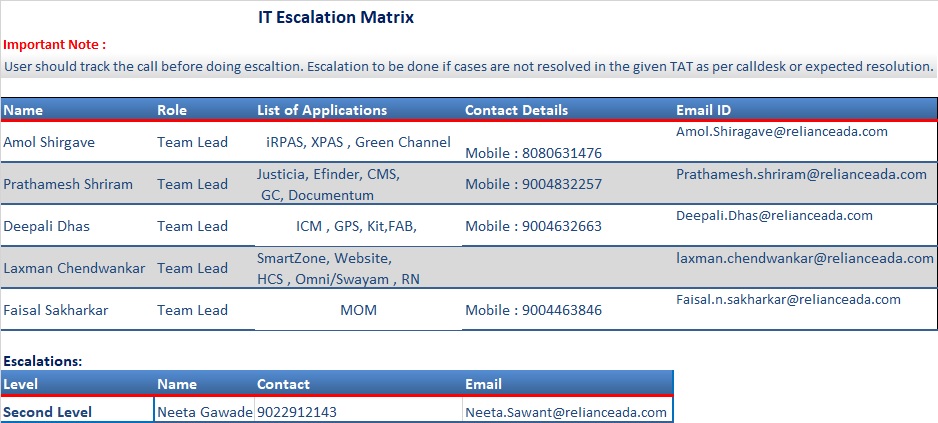 IT Escalation Matrix
Important Note :
User should track the call before doing escaltion. Escalation to be done if cases are not resolved in the given TAT as per calldesk or expected resolution.
Name Role List of Applications Contact Details Email ID
Amol Shirgave Team Lead iRPAS, XPAS , Green Channel Mobile : 8080631476 Amol.Shiragave@relianceada.com
Prathamesh Shriram Team Lead Justicia, Efinder, CMS, Mobile : 9004832257 Prathamesh.shriram@relianceada.com
GC, Documentum
Deepali Dhas Team Lead ICM , GPS, Kit,FAB, Mobile : 9004632663 Deepali.Dhas@relianceada.com
Laxman Chendwankar Team Lead SmartZone, Website, laxman.chendwankar@relianceada.com
HCS , Omni/Swayam , RN
Faisal Sakharkar Team Lead MOM Mobile : 9004463846 Faisal.n.sakharkar@relianceada.com
Escalations:
Level Name Contact Email
Second Level Neeta Gawade 9022912143 Neeta.Sawant@relianceada.com